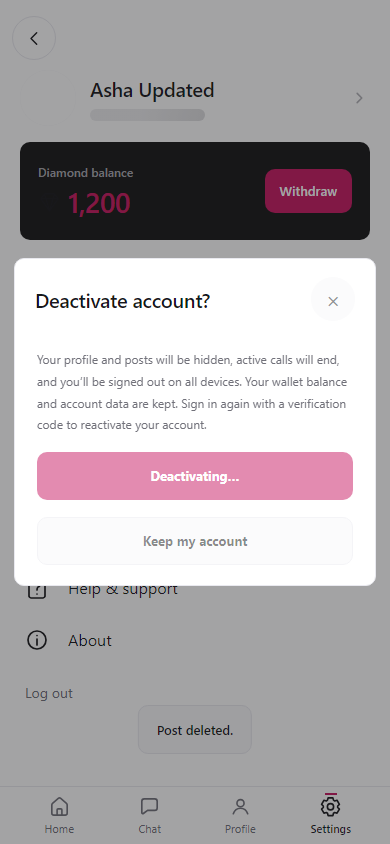 Asha Updated
Diamond balance
1,200
Withdraw
Deactivate account?
Your profile and posts will be hidden, active calls will end,
and you'll be signed out on all devices. Your wallet balance
and account data are kept. Sign in again with a verification
code to reactivate your account.
Deactivating...
Keep my account
Help & support
About
Log out
Post deleted.
Home
Chat
Profile
Settings